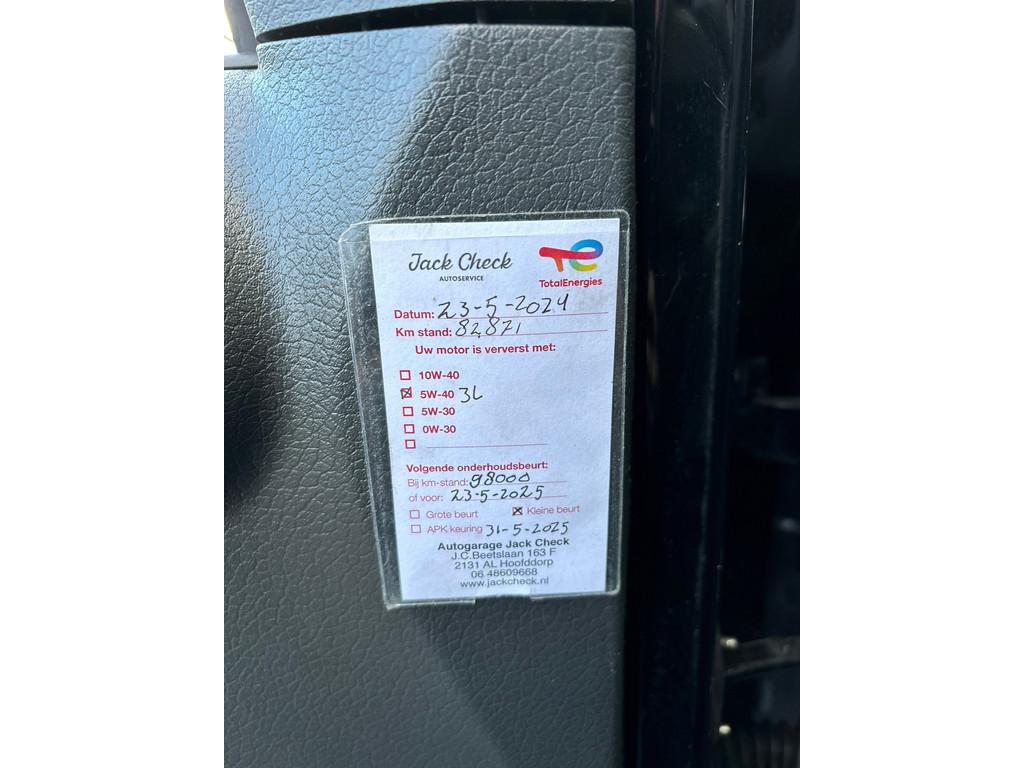 Jack Check
AUTOSERVICE
TotalEnergies
Datum: 23-5-2024
Km stand: 82,871
Uw motor is ververst met:
10W-40
5W-40 3L
5W-30
0W-30
Volgende onderhoudsbeurt:
Bij km-stand: 98000
of voor: 23-5-2025
Grote beurt Kleine beurt
APK keuring 31-5-2025
Autogarage Jack Check
J.C.Beetslaan 163 F
2131 AL Hoofddorp
06 48609668
www.jackcheck.nl